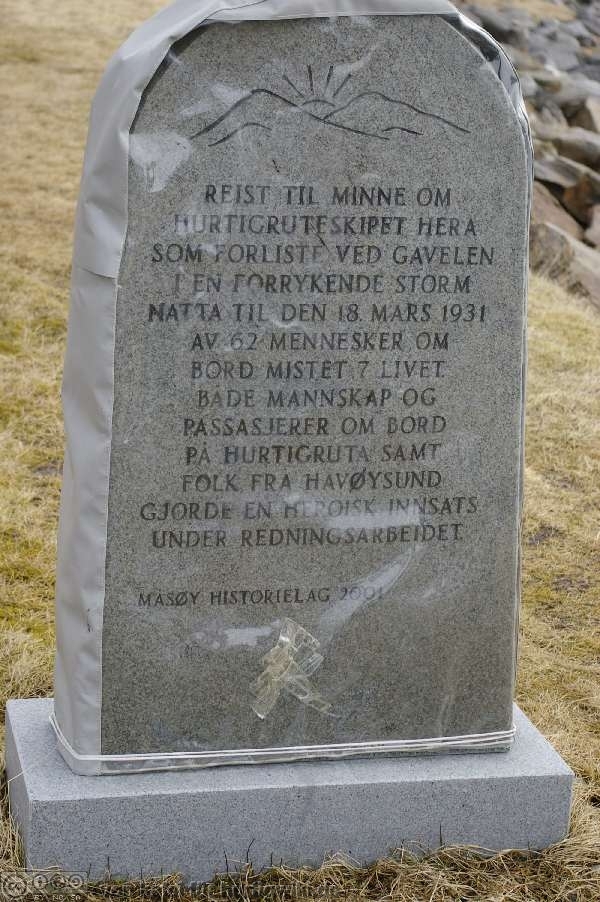 REIST TIL MINNE OM
HURTIGRUTESKIPET HERA
SOM FORLISTE VED GAVELEN
I EN FORRYKENDE STORM
NATTA TIL DEN 18. MARS 1931
AV 62 MENNESKER OM
BORD MISTET 7 LIVET.
BÅDE MANNSKAP OG
PASSASJERER OM BORD
PÅ HURTIGRUTA SAMT
FOLK FRA HAVØYSUND
GJORDE EN HEROISK INNSATS
UNDER REDNINGSARBEIDET.
MÅSØY HISTORIELAG 2001